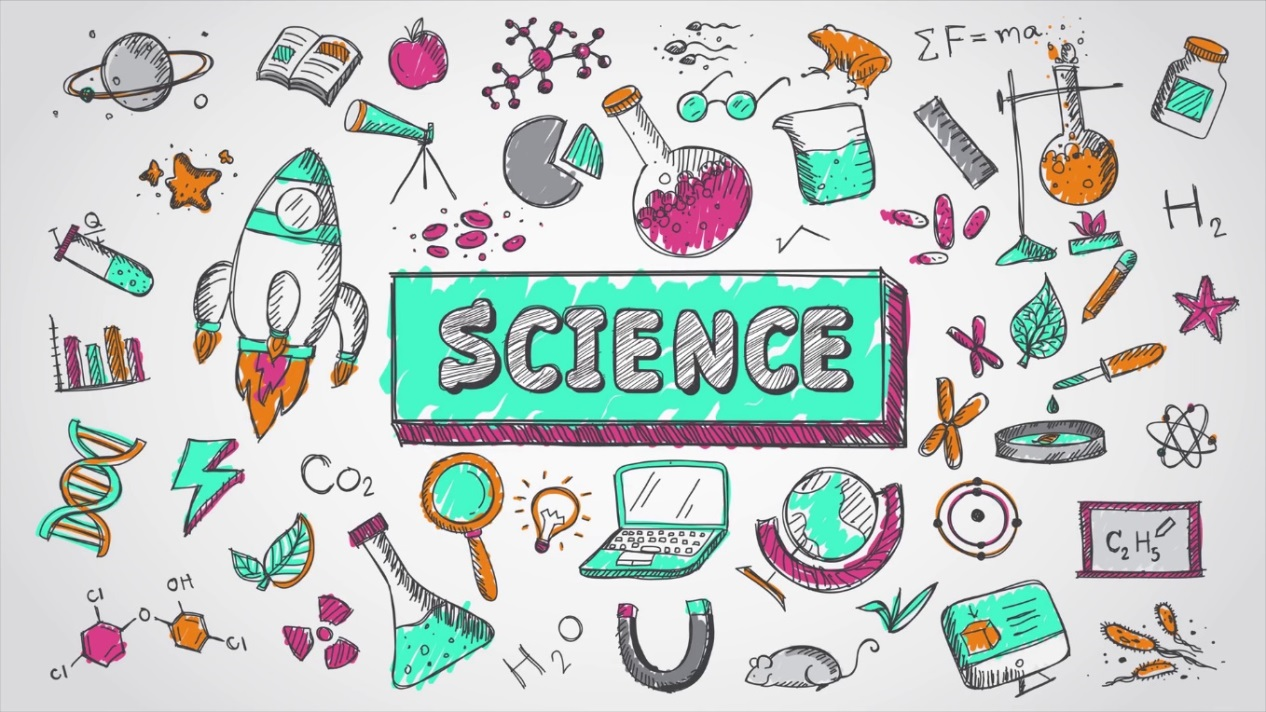 ΣF=ma
H2
Q
SCIENCE
CO2
C2H5
OH
Cl
O
Cl
Cl
H2O